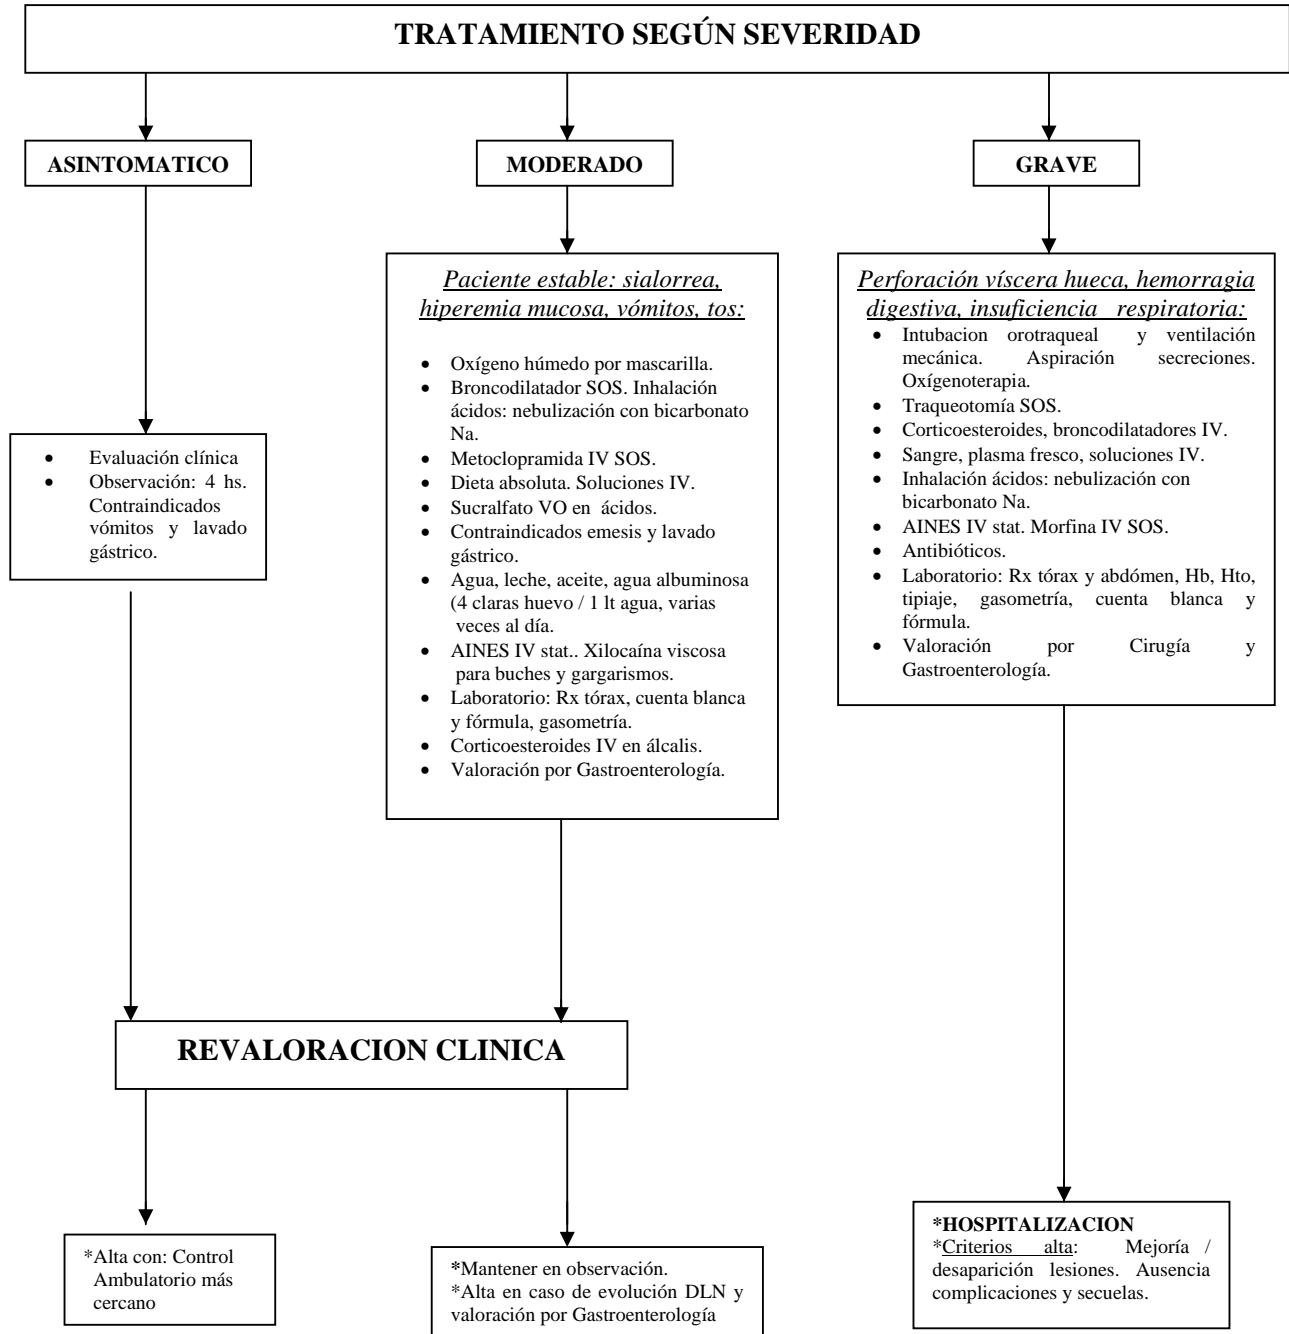 TRATAMIENTO SEGÚN SEVERIDAD
ASINTOMATICO
MODERADO
GRAVE
Paciente estable: sialorrea,
hiperemia mucosa, vómitos, tos:
• Oxígeno húmedo por mascarilla.
• Broncodilatador SOS. Inhalación
ácidos: nebulización con bicarbonato
Na.
• Metoclopramida IV SOS.
• Dieta absoluta. Soluciones IV.
• Sucralfato VO en ácidos.
• Contraindicados emesis y lavado
gástrico.
• Agua, leche, aceite, agua albuminosa
(4 claras huevo / 1 lt agua, varias
veces al día.
• AINES IV stat.. Xilocaína viscosa
para buches y gargarismos.
• Laboratorio: Rx tórax, cuenta blanca
y fórmula, gasometría.
• Corticoesteroides IV en álcalis.
• Valoración por Gastroenterología.
Perforación víscera hueca, hemorragia
digestiva, insuficiencia respiratoria:
• Intubacion orotraqueal y ventilación
mecánica. Aspiración secreciones.
Oxígenoterapia.
• Traqueotomía SOS.
• Corticoesteroides, broncodilatadores IV.
• Sangre, plasma fresco, soluciones IV.
• Inhalación ácidos: nebulización con
bicarbonato Na.
• AINES IV stat. Morfina IV SOS.
• Antibióticos.
• Laboratorio: Rx tórax y abdómen, Hb, Hto,
tipiaje, gasometría, cuenta blanca y
fórmula.
• Valoración por Cirugía y
Gastroenterología.
• Evaluación clínica
• Observación: 4 hs.
Contraindicados
vómitos y lavado
gástrico.
REVALORACION CLINICA
*Alta con: Control
Ambulatorio más
cercano
*Mantener en observación.
*Alta en caso de evolución DLN y
valoración por Gastroenterología
*HOSPITALIZACION
*Criterios alta: Mejoría /
desaparición lesiones. Ausencia
complicaciones y secuelas.